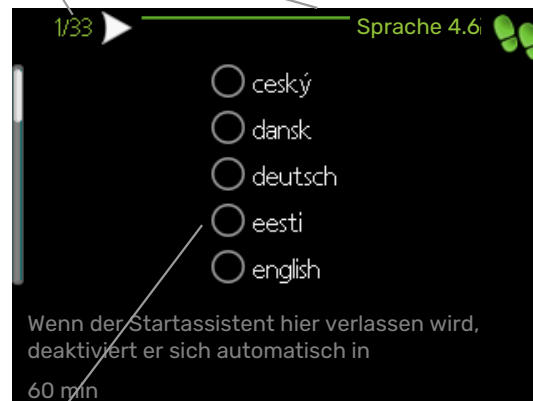 1/33
Sprache 4.6
ceský
dansk
deutsch
eesti
english
Wenn der Startassistent hier verlassen wird,
deaktiviert er sich automatisch in
60 min